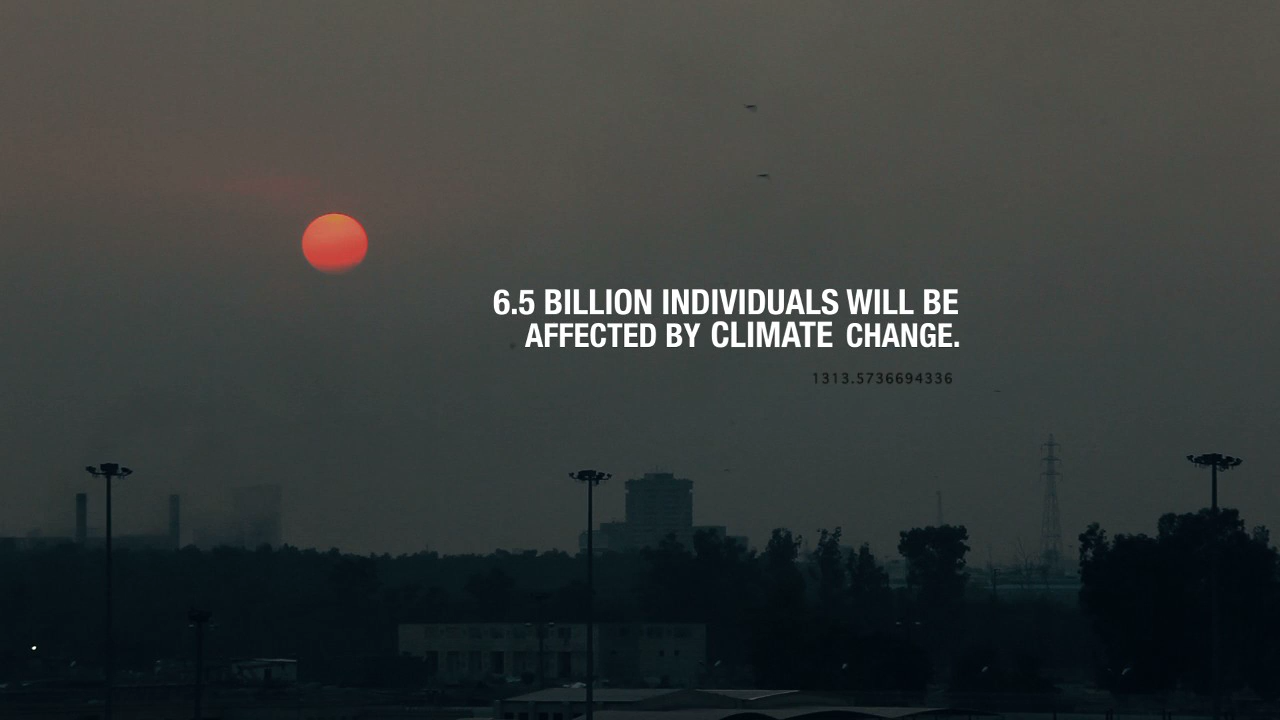 6.5 BILLION INDIVIDUALS WILL BE
AFFECTED BY CLIMATE CHANGE.
1313.5736694336